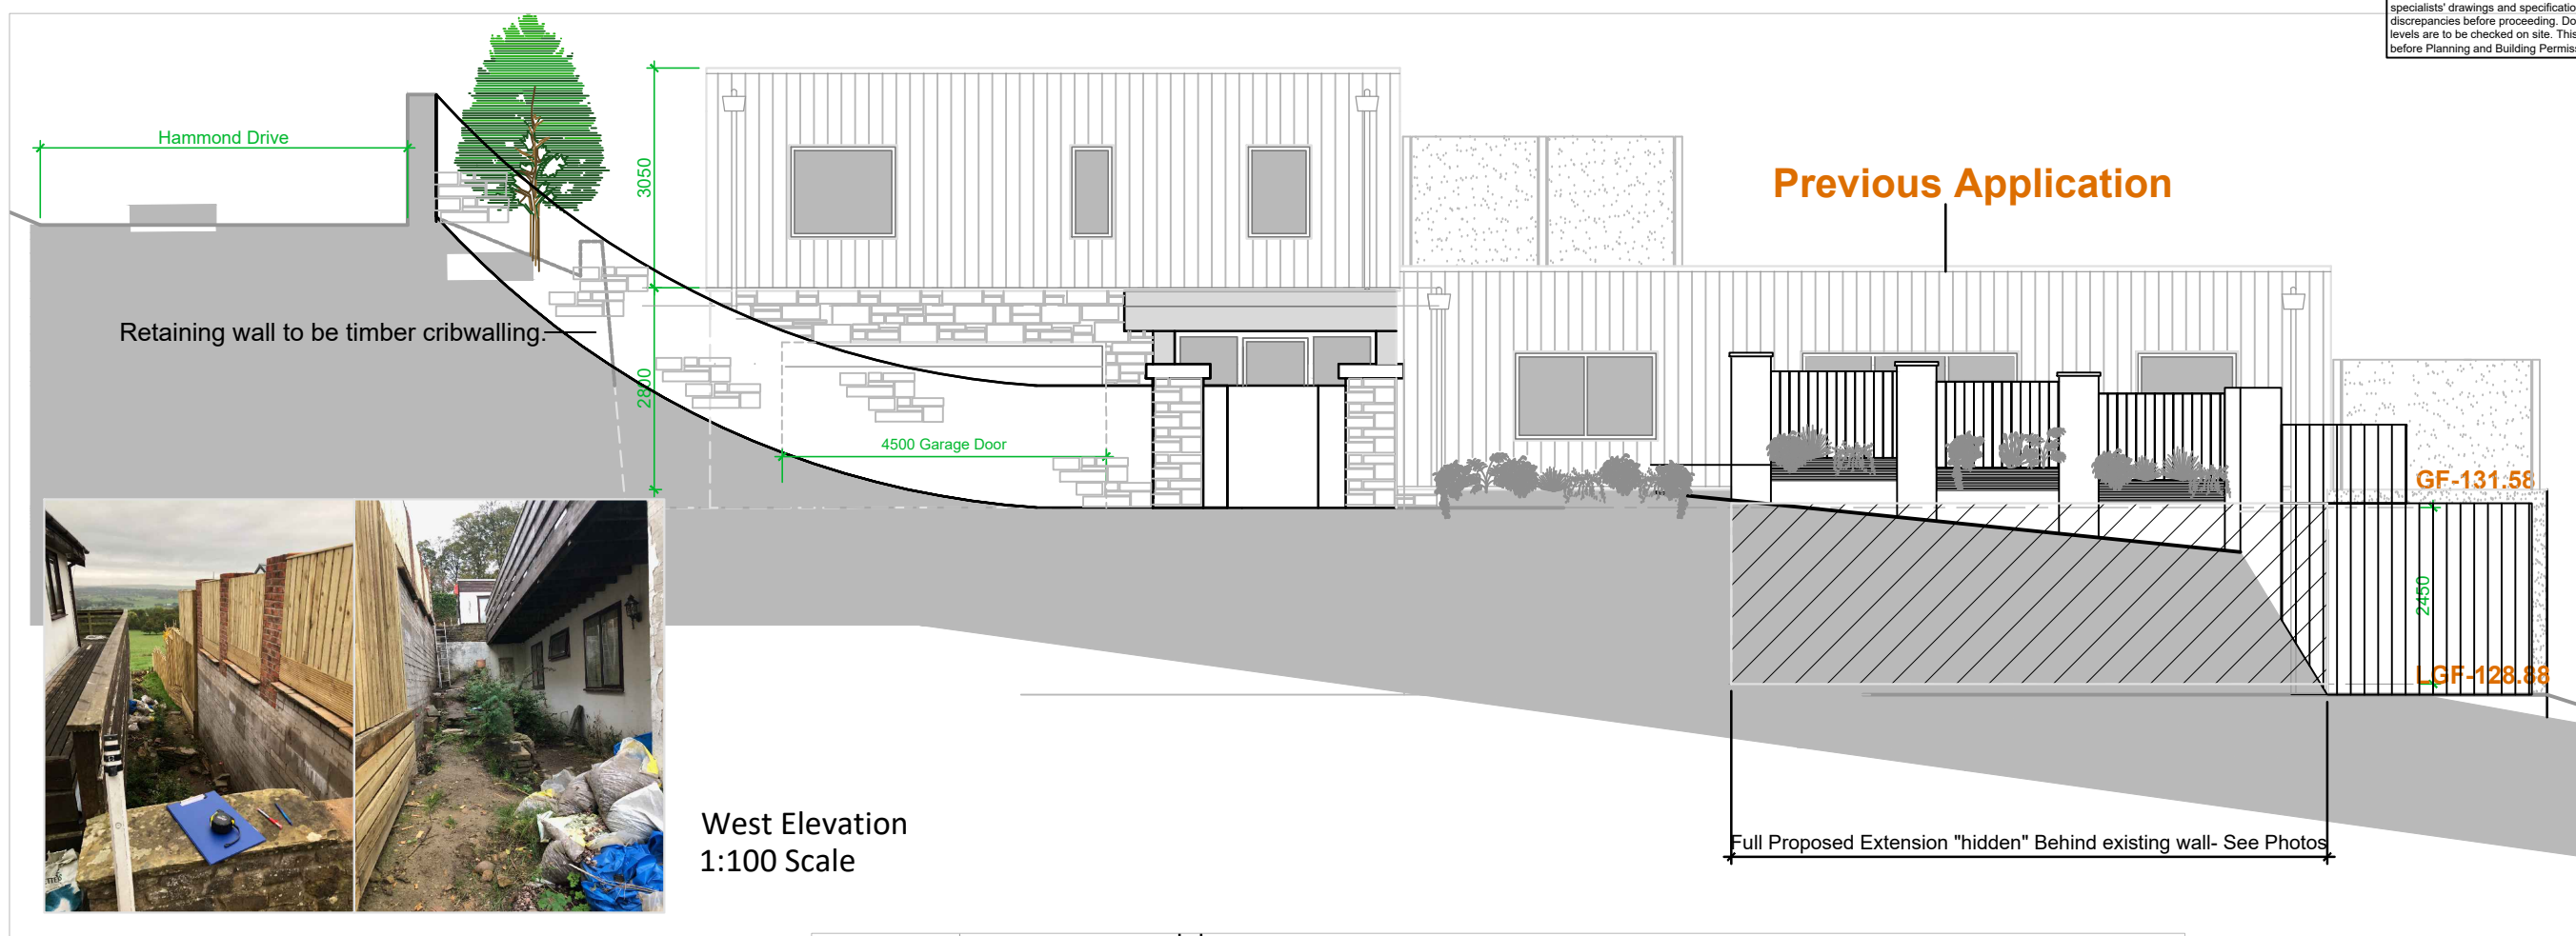 specialists' drawings and specificatio
discrepancies before proceeding. Do
levels are to be checked on site. This
before Planning and Building Permis
Hammond Drive
3050
Previous Application
Retaining wall to be timber cribwalling.
2800
4500 Garage Door
GF-131.58
2450
LGF-128.88
West Elevation
1:100 Scale
Full Proposed Extension "hidden" Behind existing wall- See Photos